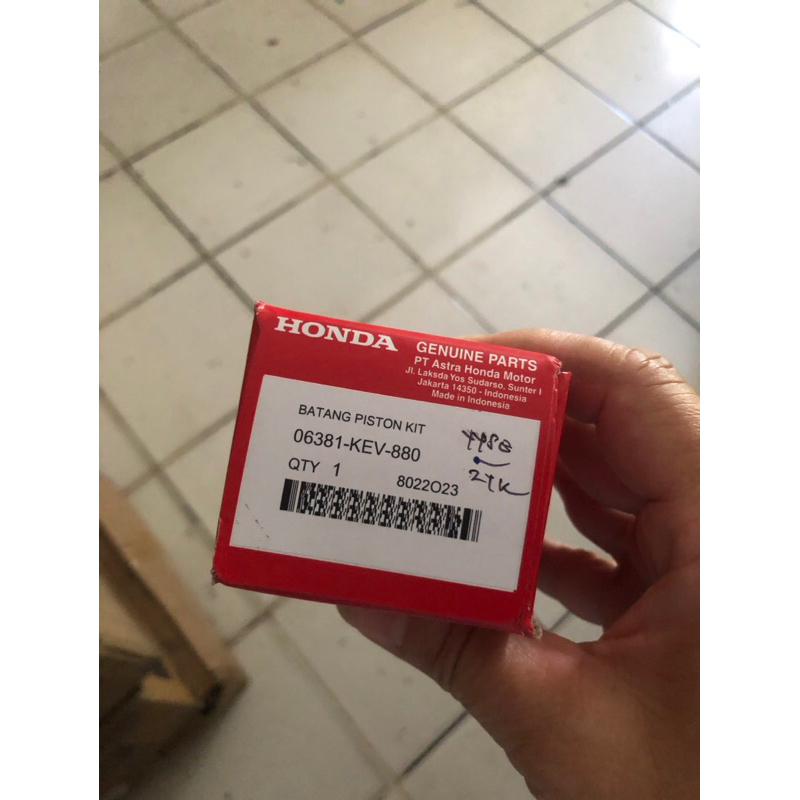 HONDA
GENUINE PARTS
PT Astra Honda Motor
Jl. Laksda Yos Sudarso, Sunter I
Jakarta 14350 - Indonesia
Made in Indonesia
BATANG PISTON KIT
06381-KEV-880
QTY 1
8022O23